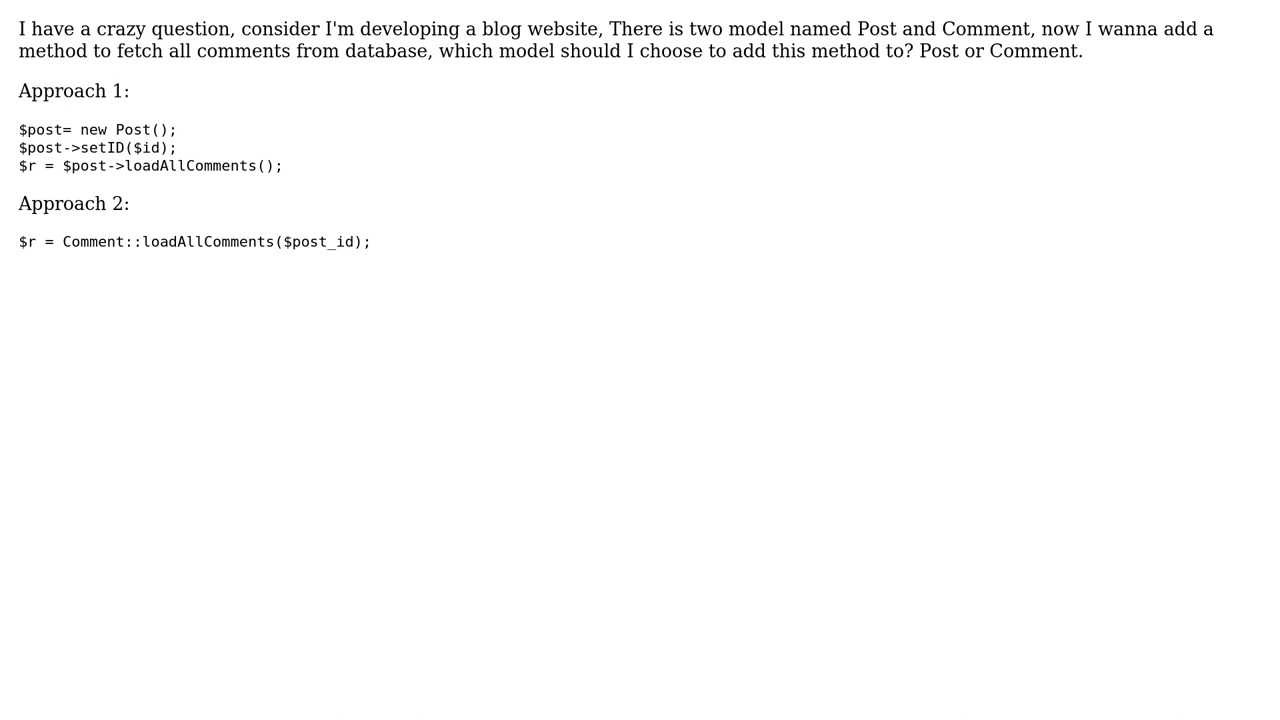 I have a crazy question, consider I'm developing a blog website, There is two model named Post and Comment, now I wanna add a
method to fetch all comments from database, which model should I choose to add this method to? Post or Comment.
Approach 1:
$post= new Post();
$post->setID($id);
$r = $post->loadAllComments();
Approach 2:
$r = Comment::loadAllComments($post_id);